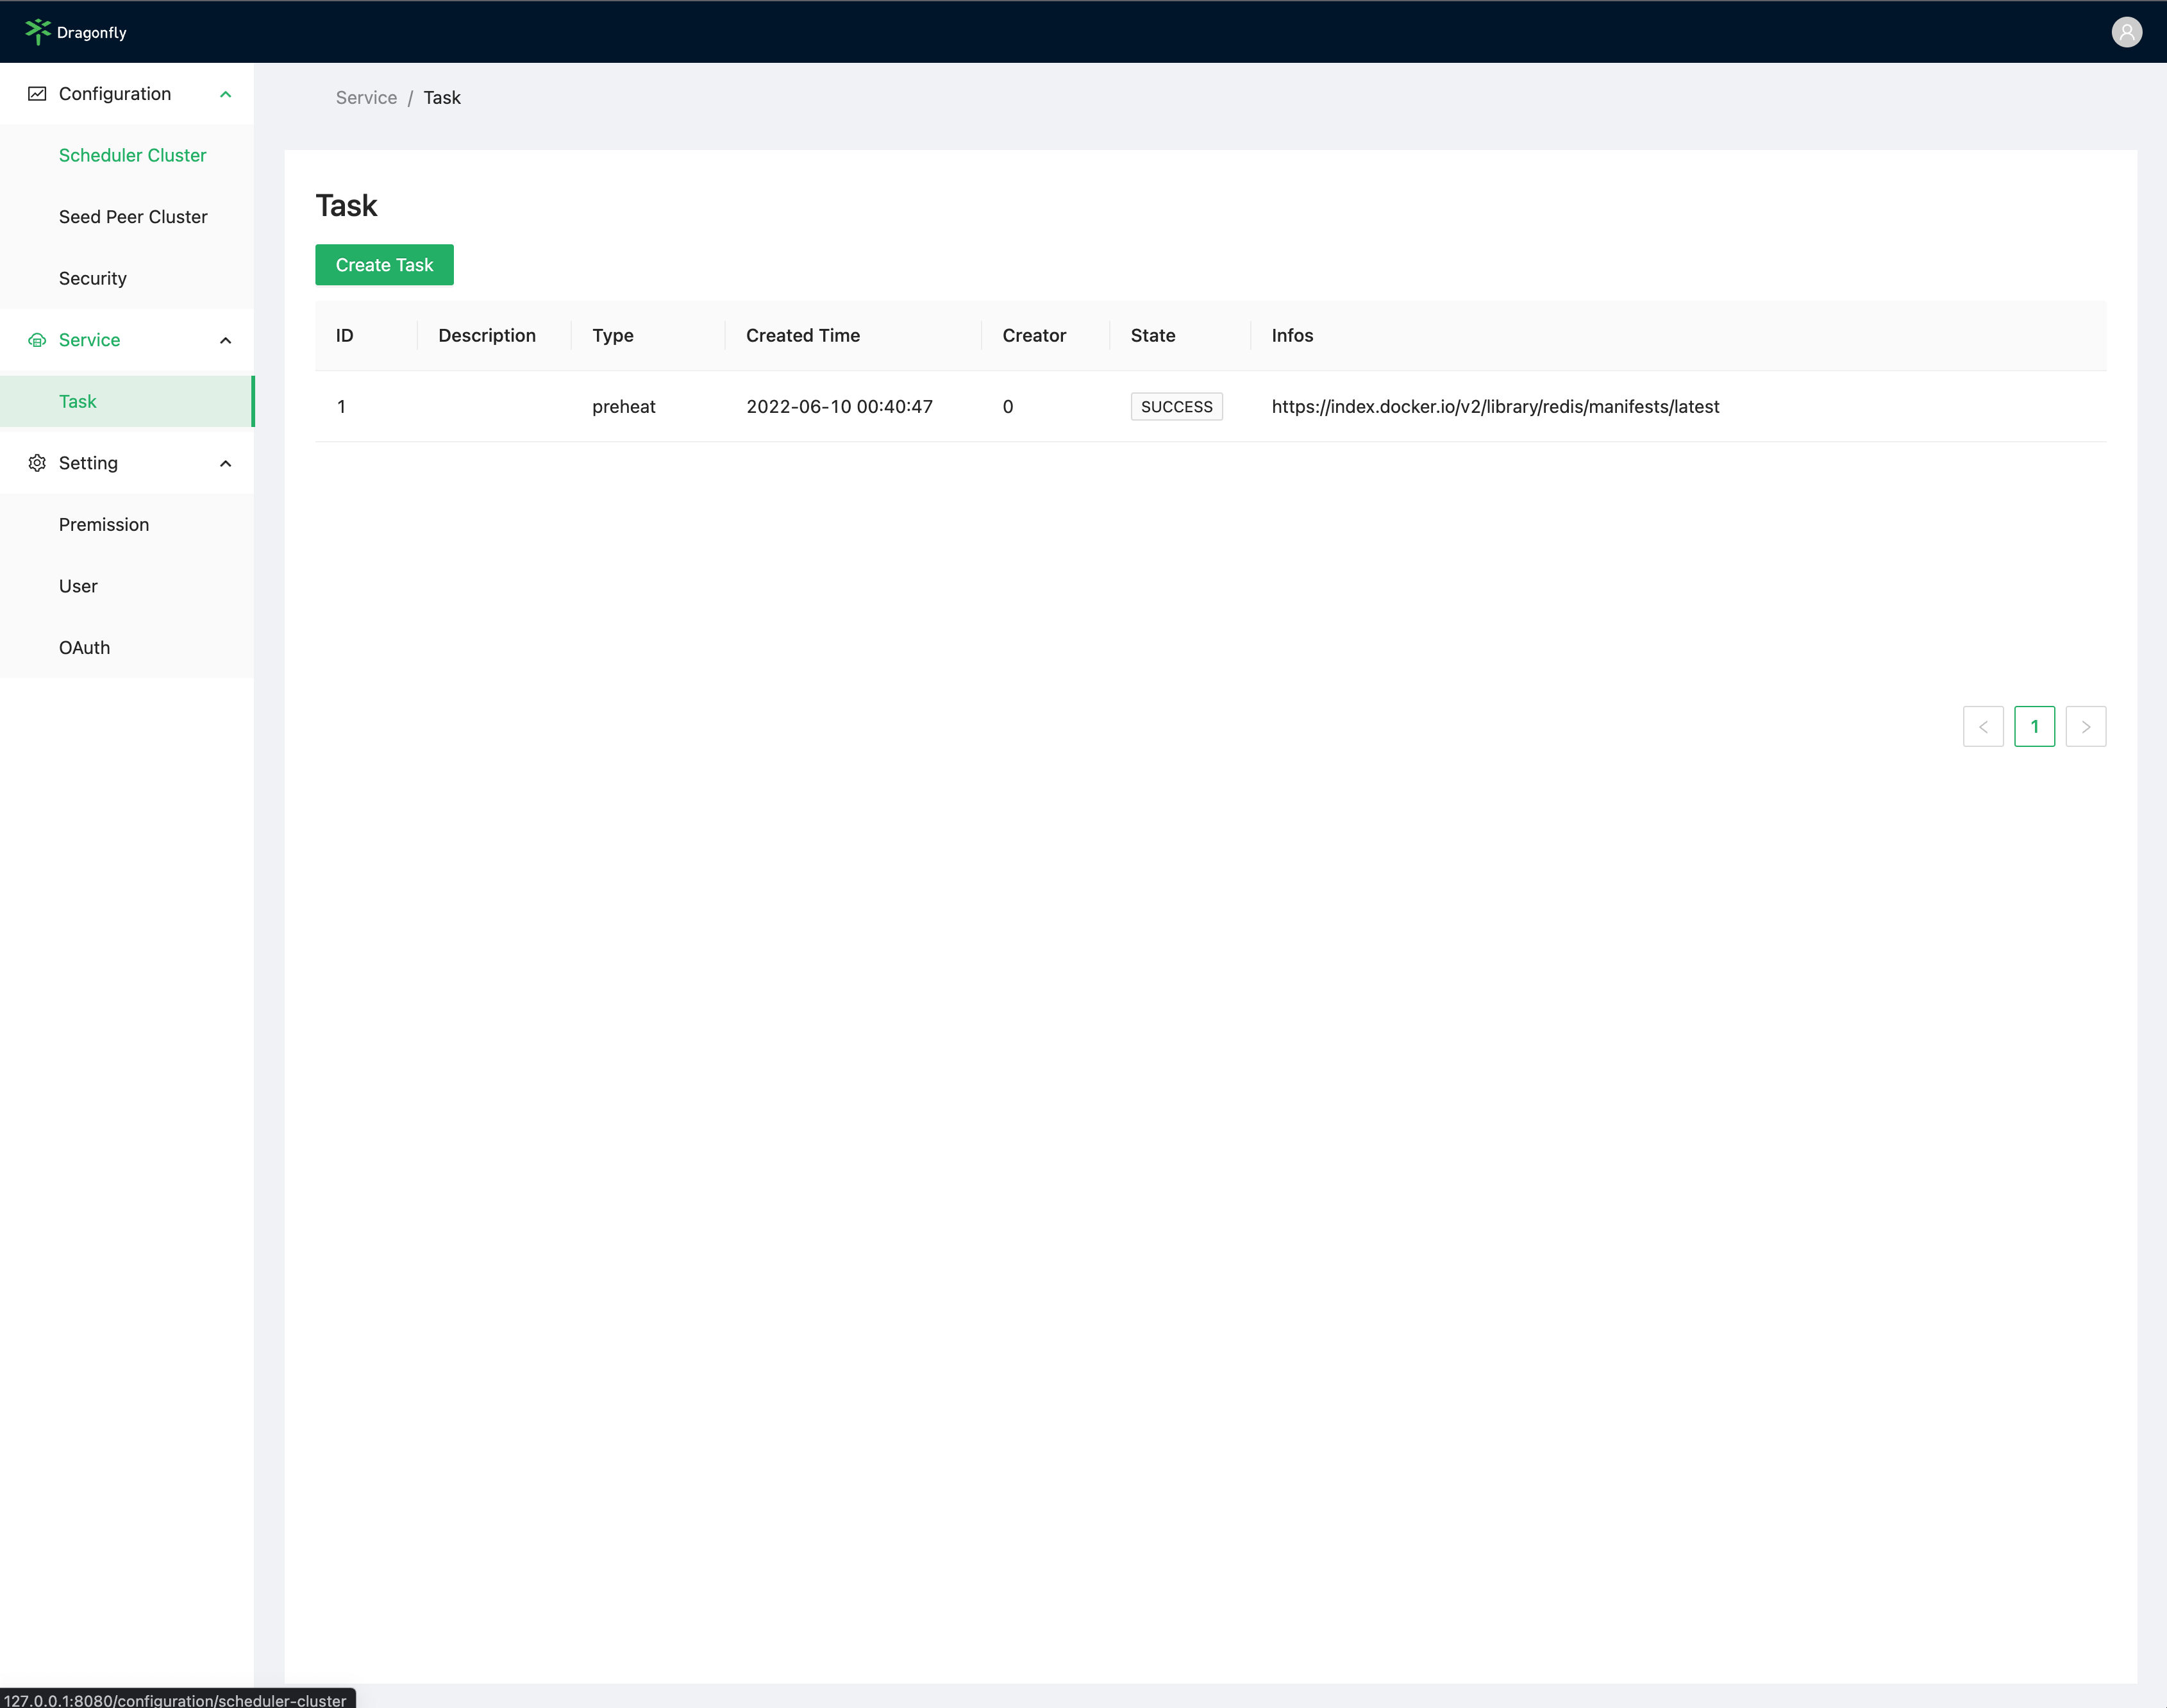 Dragonfly
Configuration
Scheduler Cluster
Seed Peer Cluster
Security
Service
Task
Setting
Premission
User
OAuth
Service / Task
Task
Create Task
ID Description Type Created Time Creator State Infos
1 preheat 2022-06-10 00:40:47 0 SUCCESS https://index.docker.io/v2/library/redis/manifests/latest
< 1 >
127.0.0.1:8080/configuration/scheduler-cluster